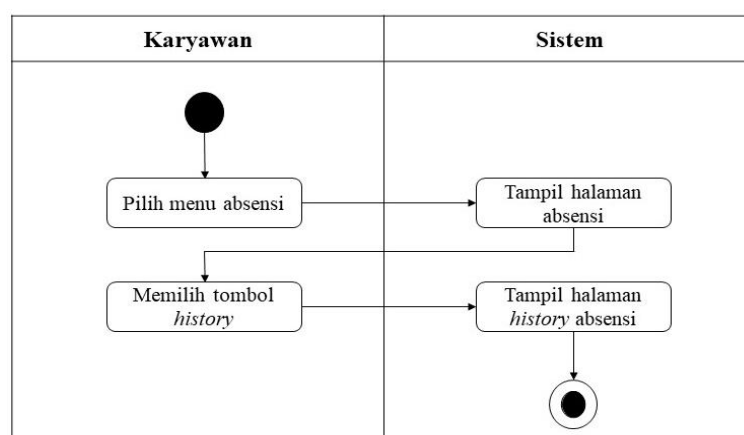 Karyawan
Sistem
Pilih menu absensi
Tampil halaman
absensi
Memilih tombol
history
Tampil halaman
history absensi